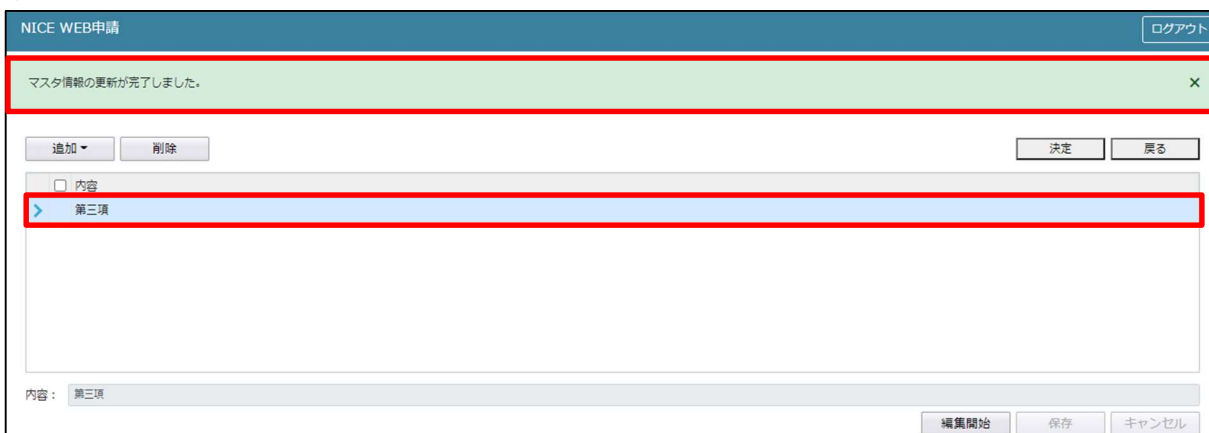 NICE WEB申請
ログアウト
マスタ情報の更新が完了しました。
×
追加 削除 決定 戻る
内容
第三項
内容： 第三項
編集開始 保存 キャンセル